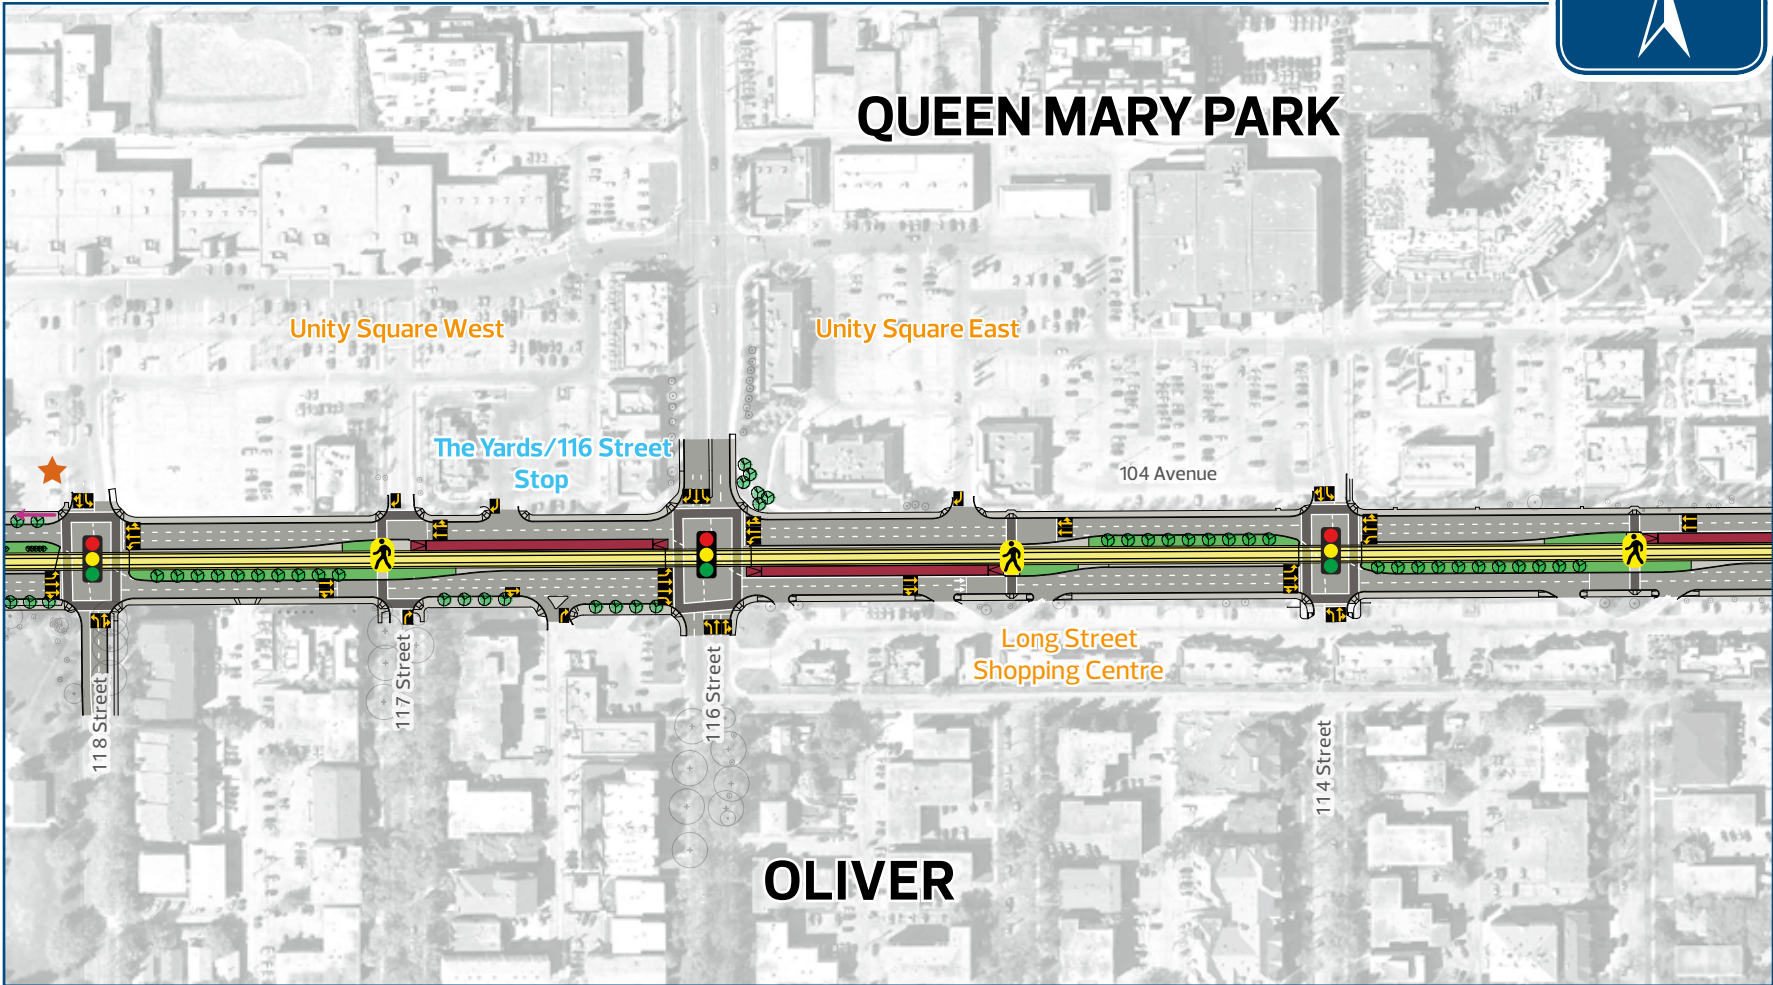 QUEEN MARY PARK
Unity Square West
Unity Square East
The Yards/116 Street
Stop
104 Avenue
Long Street
Shopping Centre
118 Street
117 Street
116 Street
114 Street
OLIVER